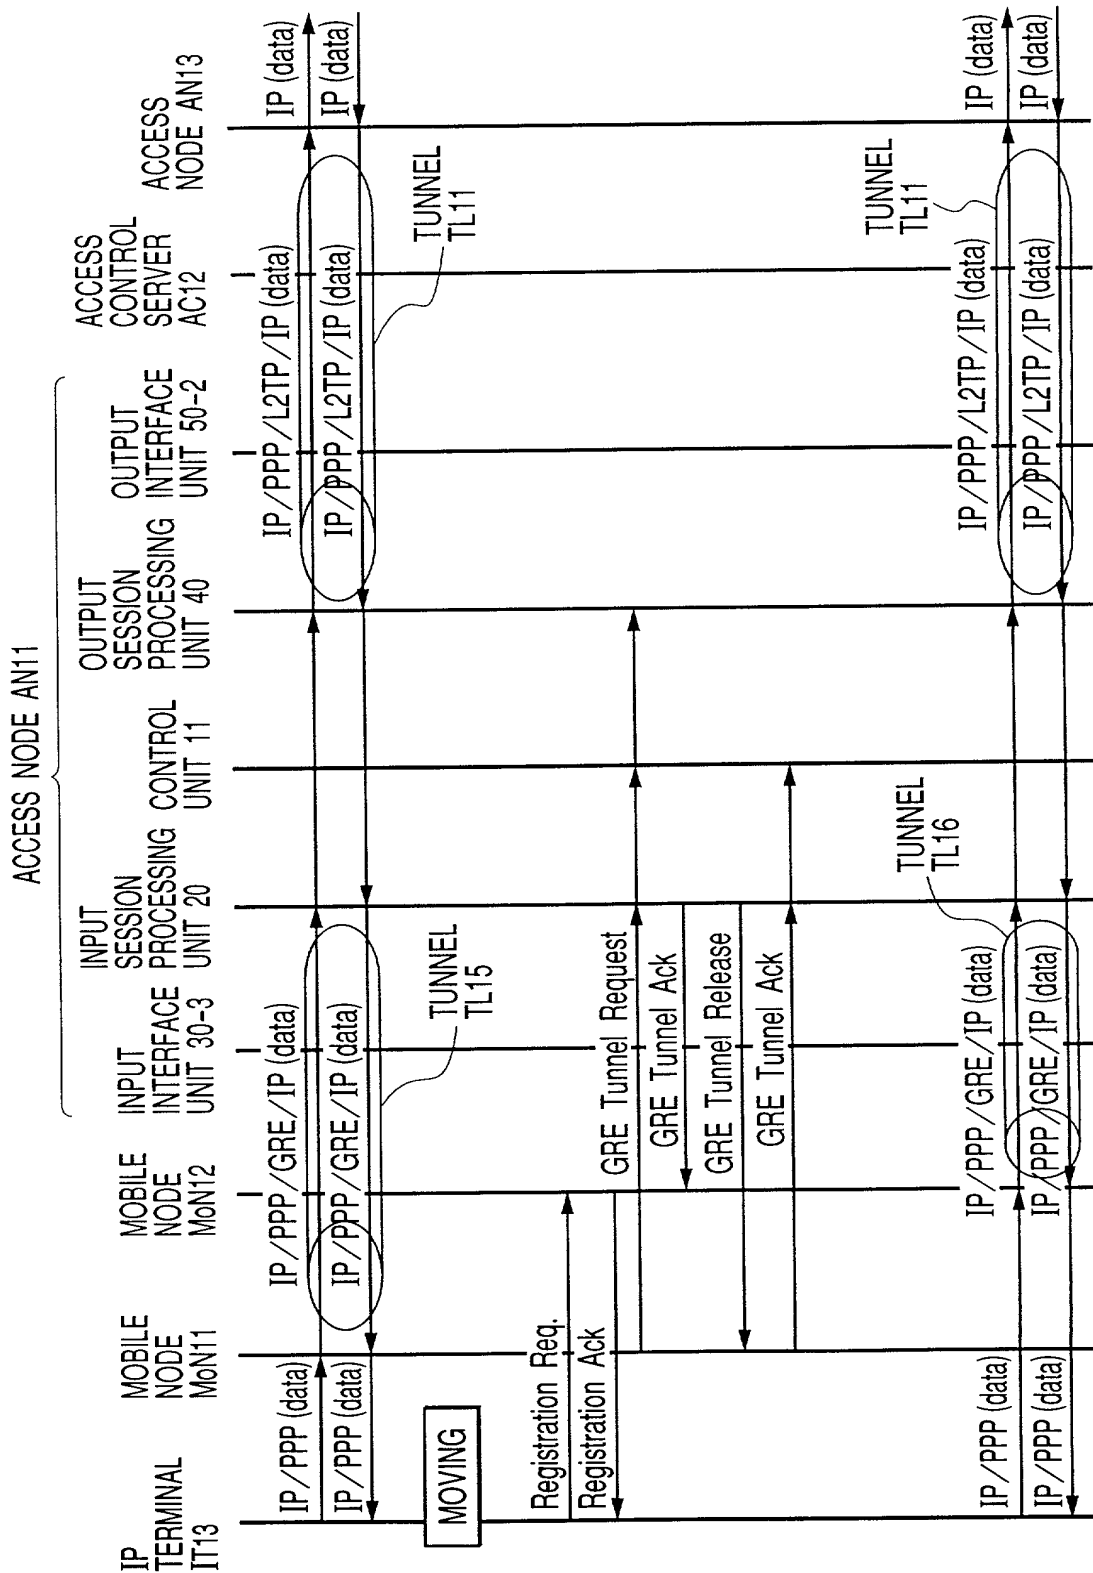 ACCESS NODE AN11
IP
TERMINAL
IT13
MOBILE
NODE
MoN11
MOBILE
NODE
MoN12
INPUT
INTERFACE
UNIT 30-3
INPUT
SESSION
PROCESSING
UNIT 20
CONTROL
UNIT 11
OUTPUT
SESSION
PROCESSING
UNIT 40
OUTPUT
INTERFACE
UNIT 50-2
ACCESS
CONTROL
SERVER
AC12
ACCESS
NODE AN13
IP/PPP (data)
IP/PPP/GRE/IP (data)
IP/PPP/L2TP/IP (data)
IP (data)
IP/PPP (data)
IP/PPP/GRE/IP (data)
IP/PPP/L2TP/IP (data)
IP (data)
TUNNEL
TL15
TUNNEL
TL11
MOVING
Registration Req.
Registration Ack
GRE Tunnel Request
GRE Tunnel Ack
GRE Tunnel Release
GRE Tunnel Ack
TUNNEL
TL16
TUNNEL
TL11
IP/PPP (data)
IP/PPP/GRE/IP (data)
IP/PPP/L2TP/IP (data)
IP (data)
IP/PPP (data)
IP/PPP/GRE/IP (data)
IP/PPP/L2TP/IP (data)
IP (data)